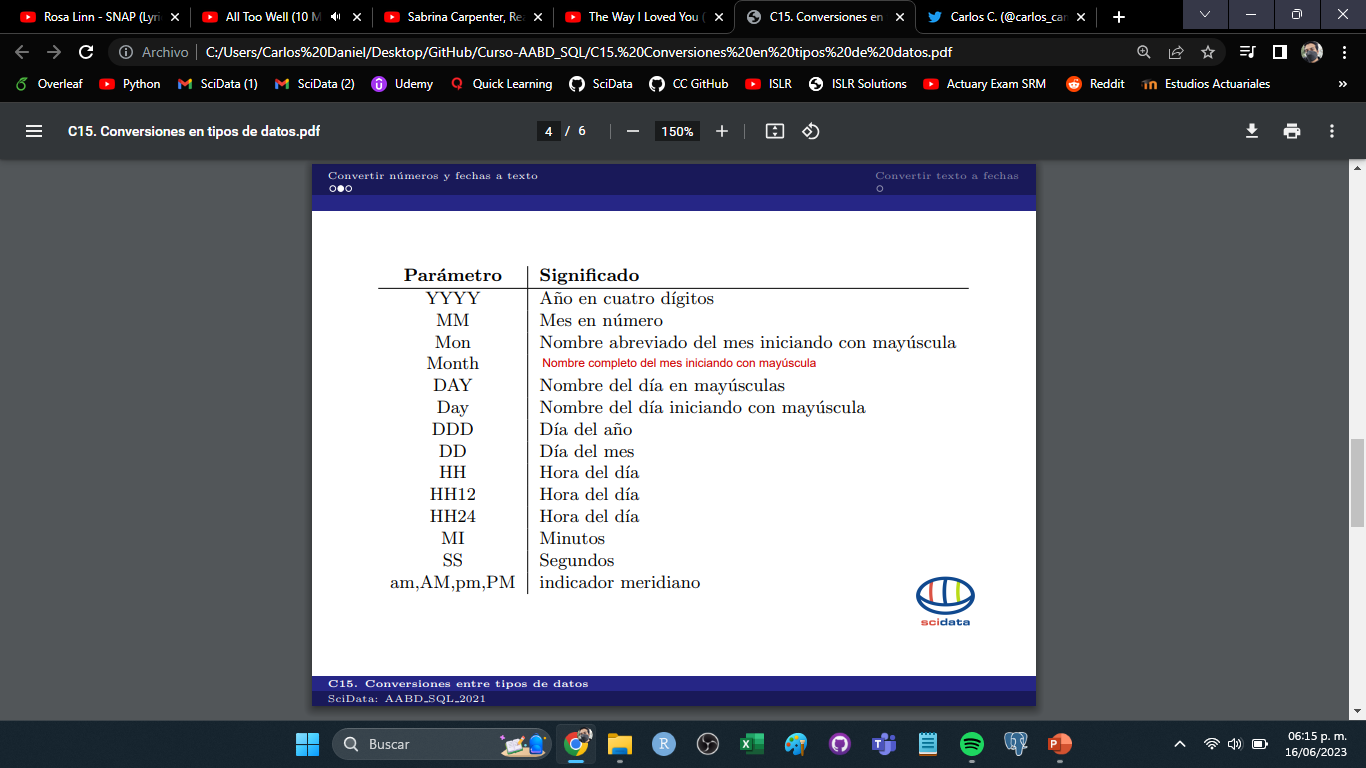 Rosa Linn - SNAP (Lyri
All Too Well (10 M
Sabrina Carpenter, Re
The Way I Loved You (
C15. Conversiones en
Carlos C. (@carlos_ca
Archivo
C:/Users/Carlos%20Daniel/Desktop/GitHub/Curso-AABD_SQL/C15.%20Conversiones%20en%20tipos%20de%20datos.pdf
Overleaf
Python
SciData (1)
SciData (2)
Udemy
Quick Learning
SciData
CC GitHub
ISLR
ISLR Solutions
Actuary Exam SRM
Reddit
Estudios Actuariales
»
C15. Conversiones en tipos de datos.pdf
4 / 6
150%
Convertir números y fechas a texto
Convertir texto a fechas
Parámetro Significado
YYYY Año en cuatro dígitos
MM Mes en número
Mon Nombre abreviado del mes iniciando con mayúscula
Month Nombre completo del mes iniciando con mayúscula
DAY Nombre del día en mayúsculas
Day Nombre del día iniciando con mayúscula
DDD Día del año
DD Día del mes
HH Hora del día
HH12 Hora del día
HH24 Hora del día
MI Minutos
SS Segundos
am,AM,pm,PM indicador meridiano
scidata
C15. Conversiones entre tipos de datos
SciData: AABD_SQL_2021
Buscar
06:15 p. m.
16/06/2023